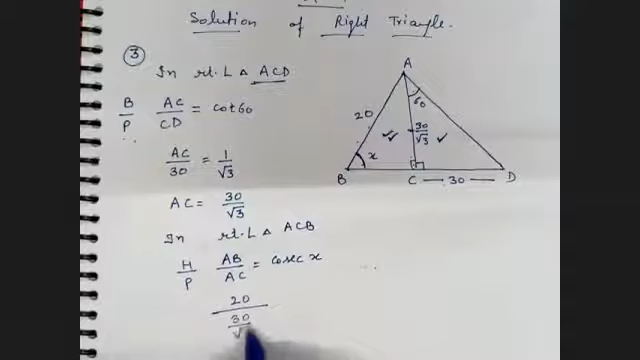 Solution of Right Triangle.
③
In rt. L △ ACD
B/P AC/CD = cot 60
AC/30 = 1/√3
AC = 30/√3
In rt. L △ ACB
H/P AB/AC = cosec x
20
30/√
A
60
20
30/√3
x
B
C
30
D